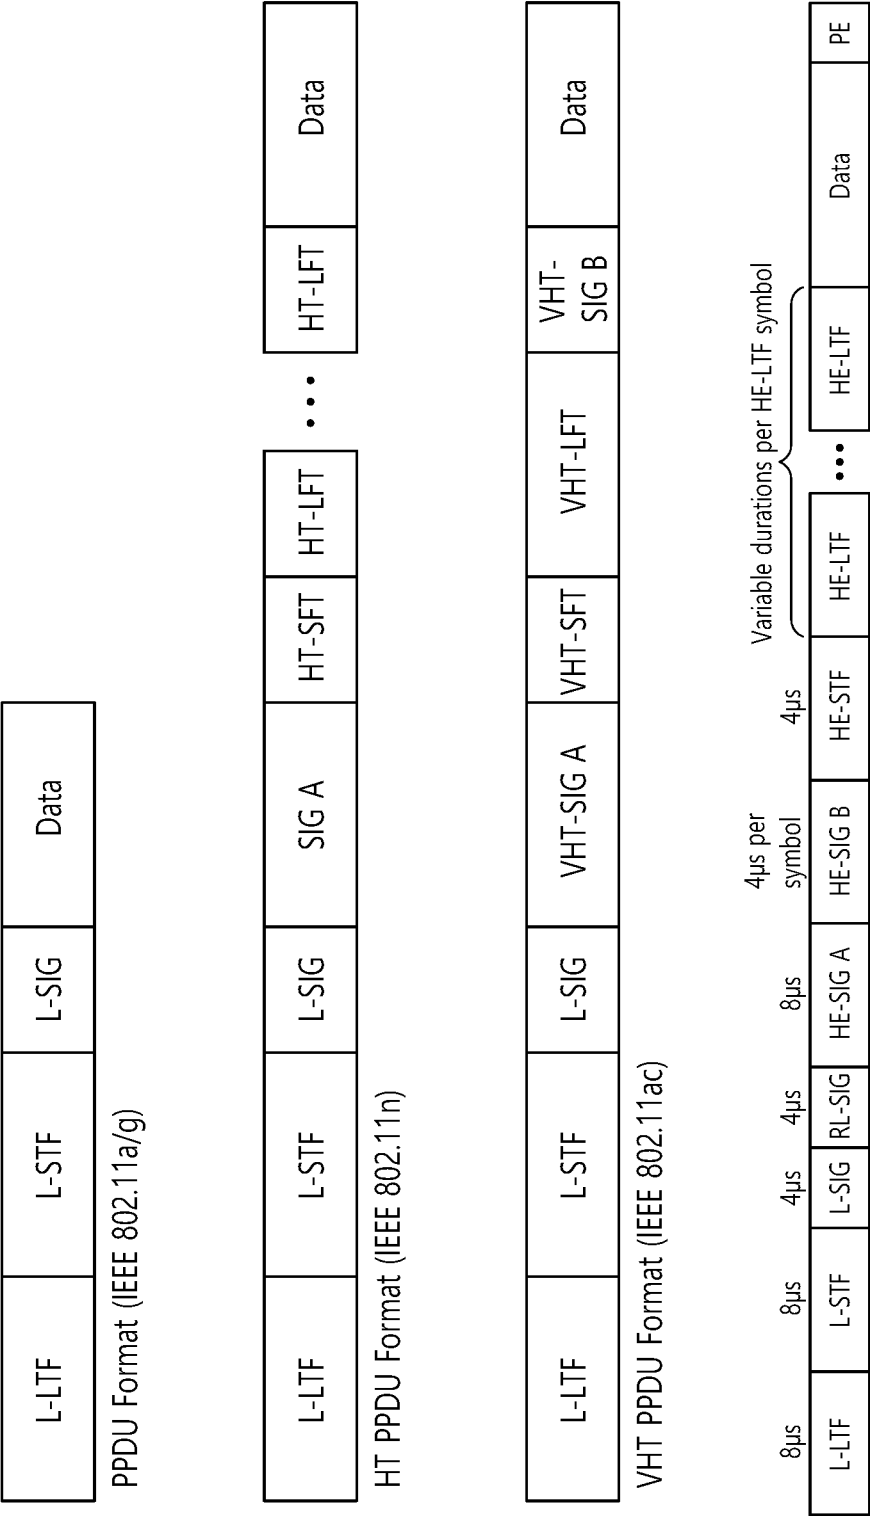 L-LTF
L-STF
L-SIG
Data
PPDU Format (IEEE 802.11a/g)
L-LTF
L-STF
L-SIG
SIG A
HT-SFT
HT-LFT
•••
HT-LFT
Data
HT PPDU Format (IEEE 802.11n)
L-LTF
L-STF
L-SIG
VHT-SIG A
VHT-SFT
VHT-LFT
VHT-
SIG B
Data
VHT PPDU Format (IEEE 802.11ac)
8μs
8μs
4μs
4μs
8μs
4μs per
symbol
4μs
Variable durations per HE-LTF symbol
L-LTF
L-STF
L-SIG
RL-SIG
HE-SIG A
HE-SIG B
HE-STF
HE-LTF
•••
HE-LTF
Data
PE